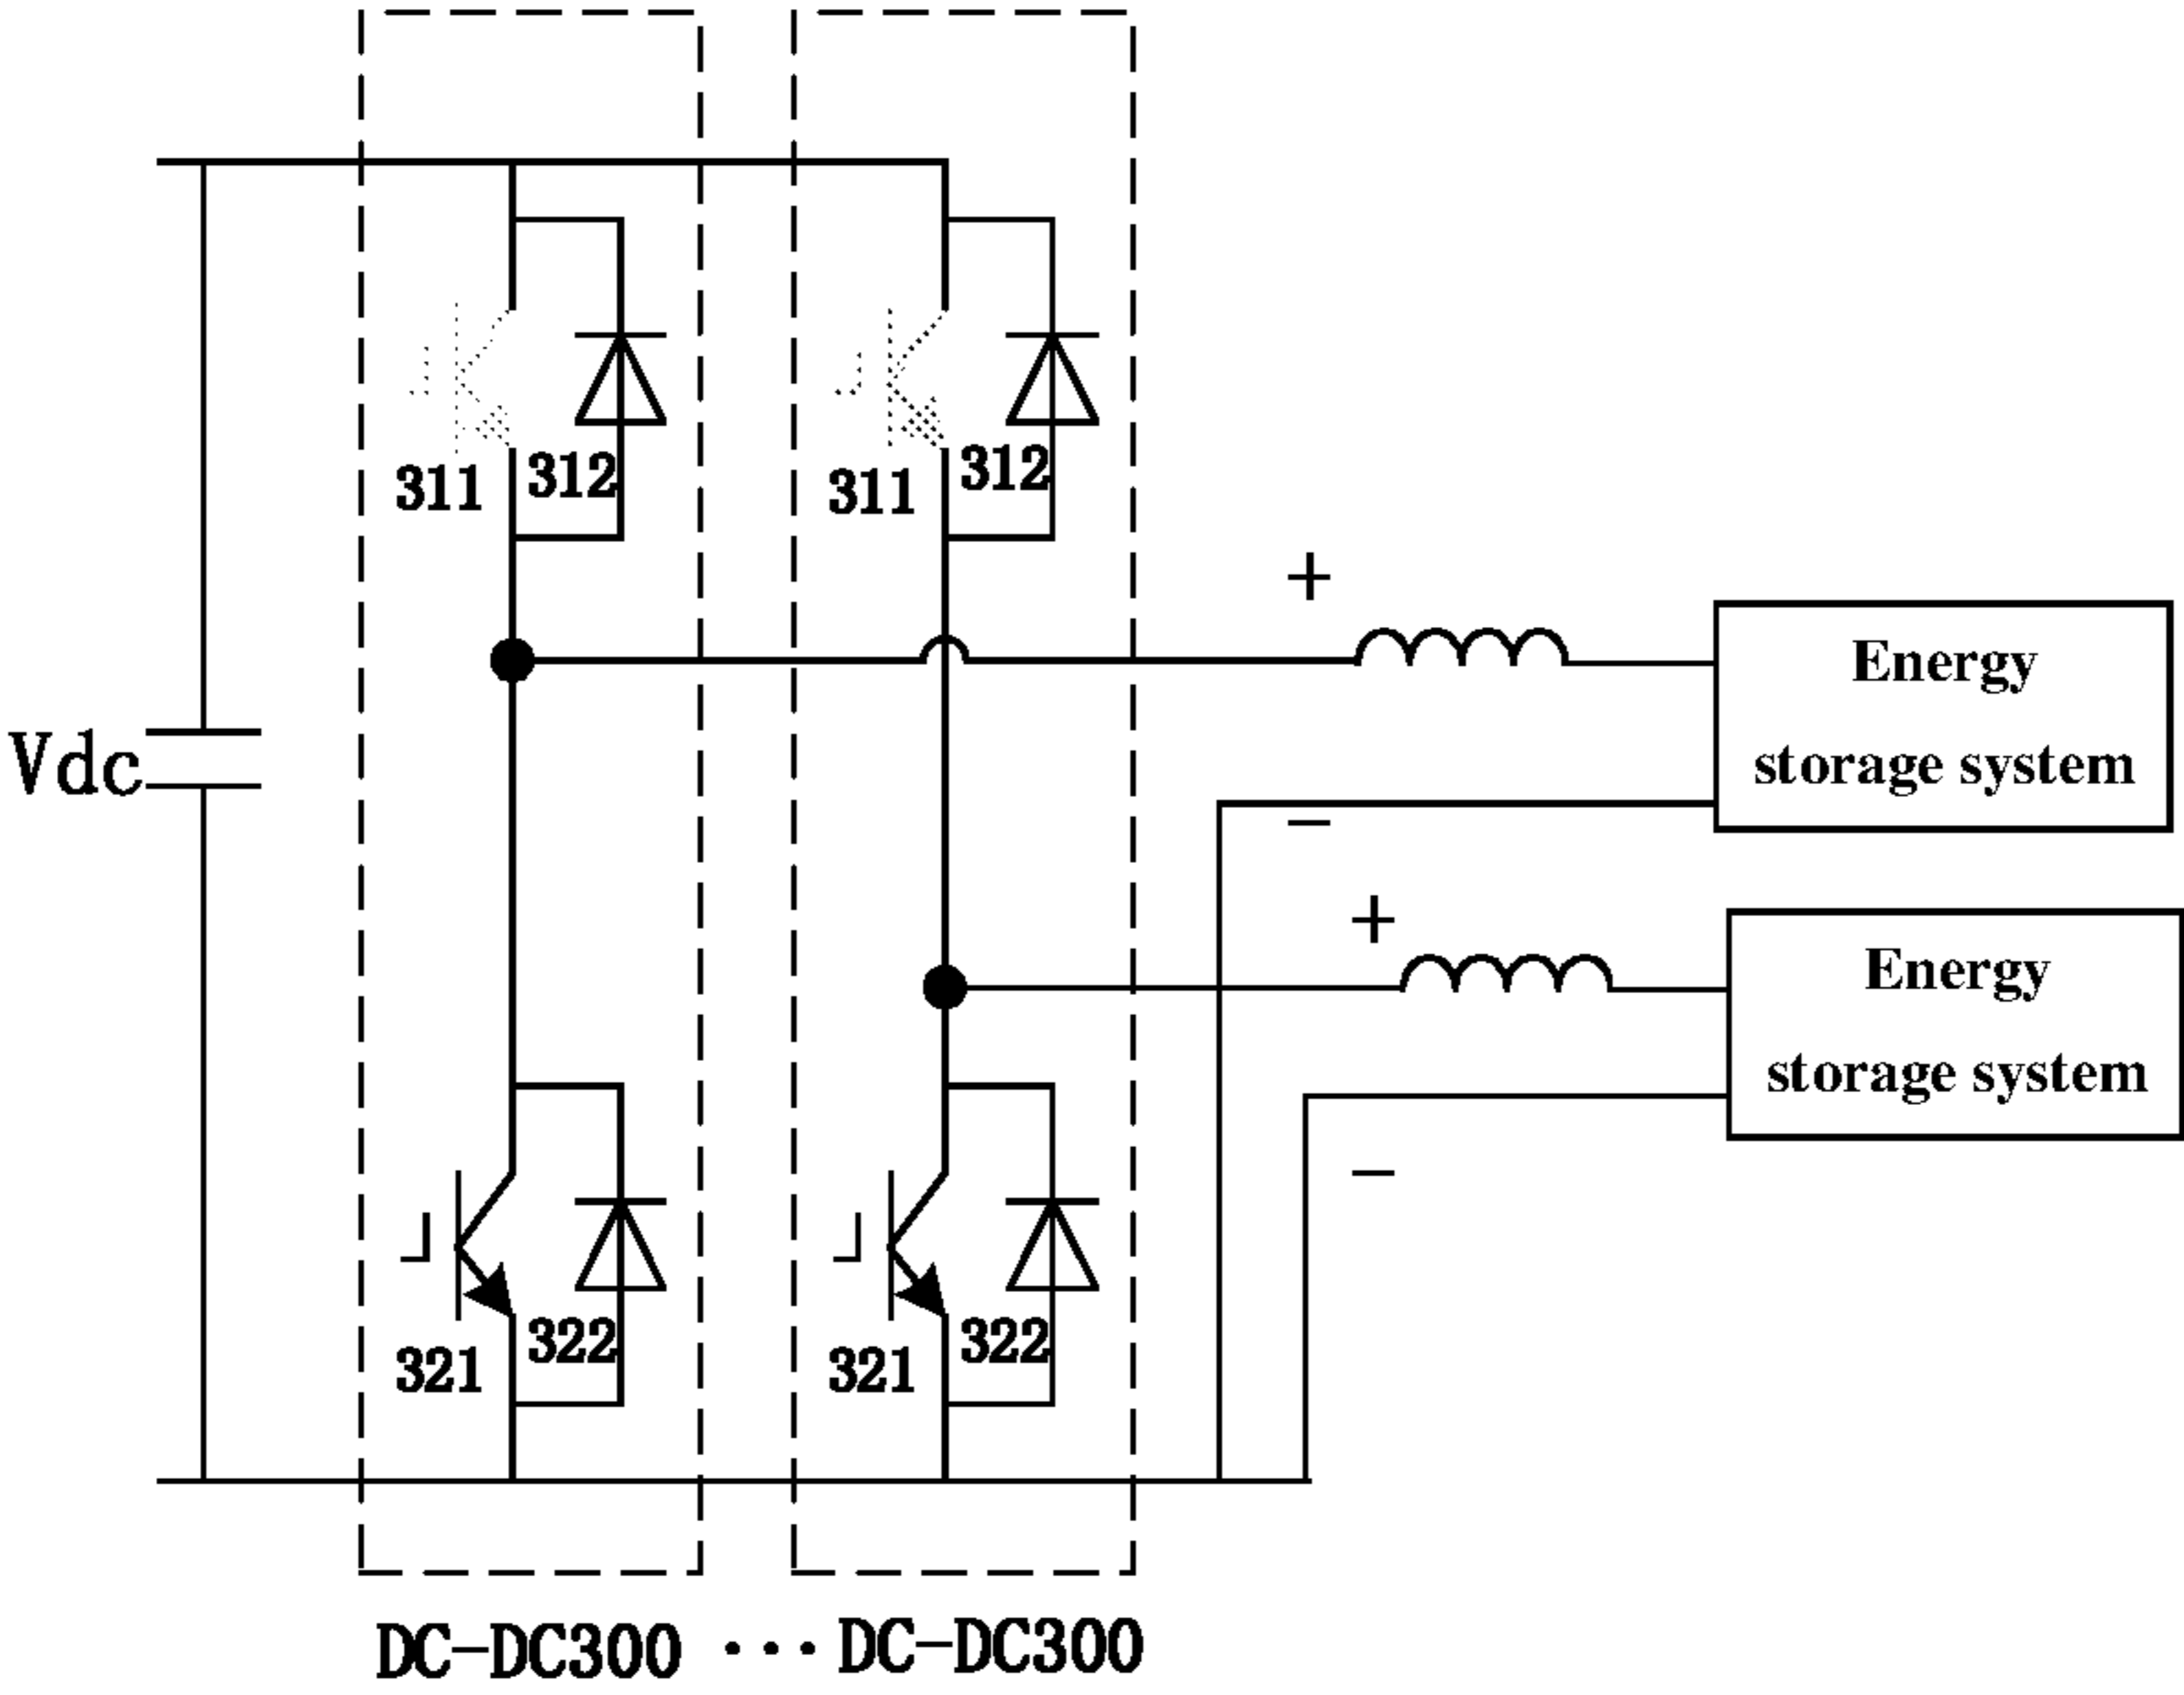 311
312
311
312
+
Energy
storage system
Vdc
−
+
Energy
storage system
−
321
322
321
322
DC-DC300 ··· DC-DC300